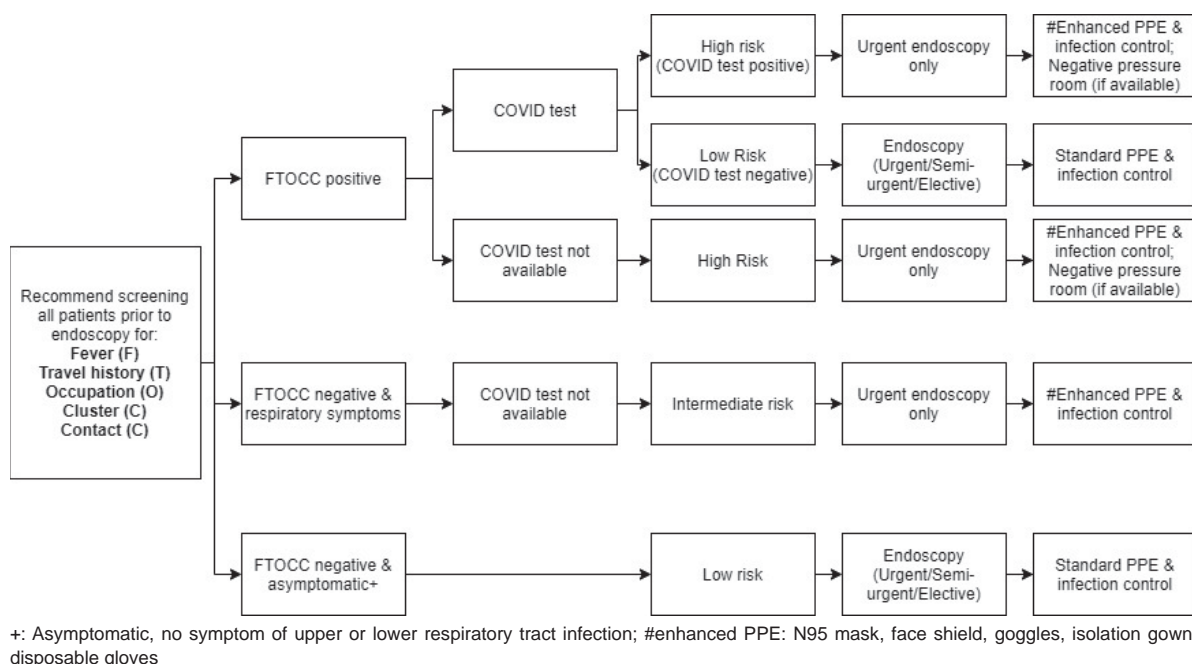 Recommend screening
all patients prior to
endoscopy for:
Fever (F)
Travel history (T)
Occupation (O)
Cluster (C)
Contact (C)
FTOCC positive
COVID test
High risk
(COVID test positive)
Urgent endoscopy
only
#Enhanced PPE &
infection control;
Negative pressure
room (if available)
Low Risk
(COVID test negative)
Endoscopy
(Urgent/Semi-
urgent/Elective)
Standard PPE &
infection control
COVID test not
available
High Risk
Urgent endoscopy
only
#Enhanced PPE &
infection control;
Negative pressure
room (if available)
FTOCC negative &
respiratory symptoms
COVID test not
available
Intermediate risk
Urgent endoscopy
only
#Enhanced PPE &
infection control
FTOCC negative &
asymptomatic+
Low risk
Endoscopy
(Urgent/Semi-
urgent/Elective)
Standard PPE &
infection control
+: Asymptomatic, no symptom of upper or lower respiratory tract infection; #enhanced PPE: N95 mask, face shield, goggles, isolation gown
disposable gloves